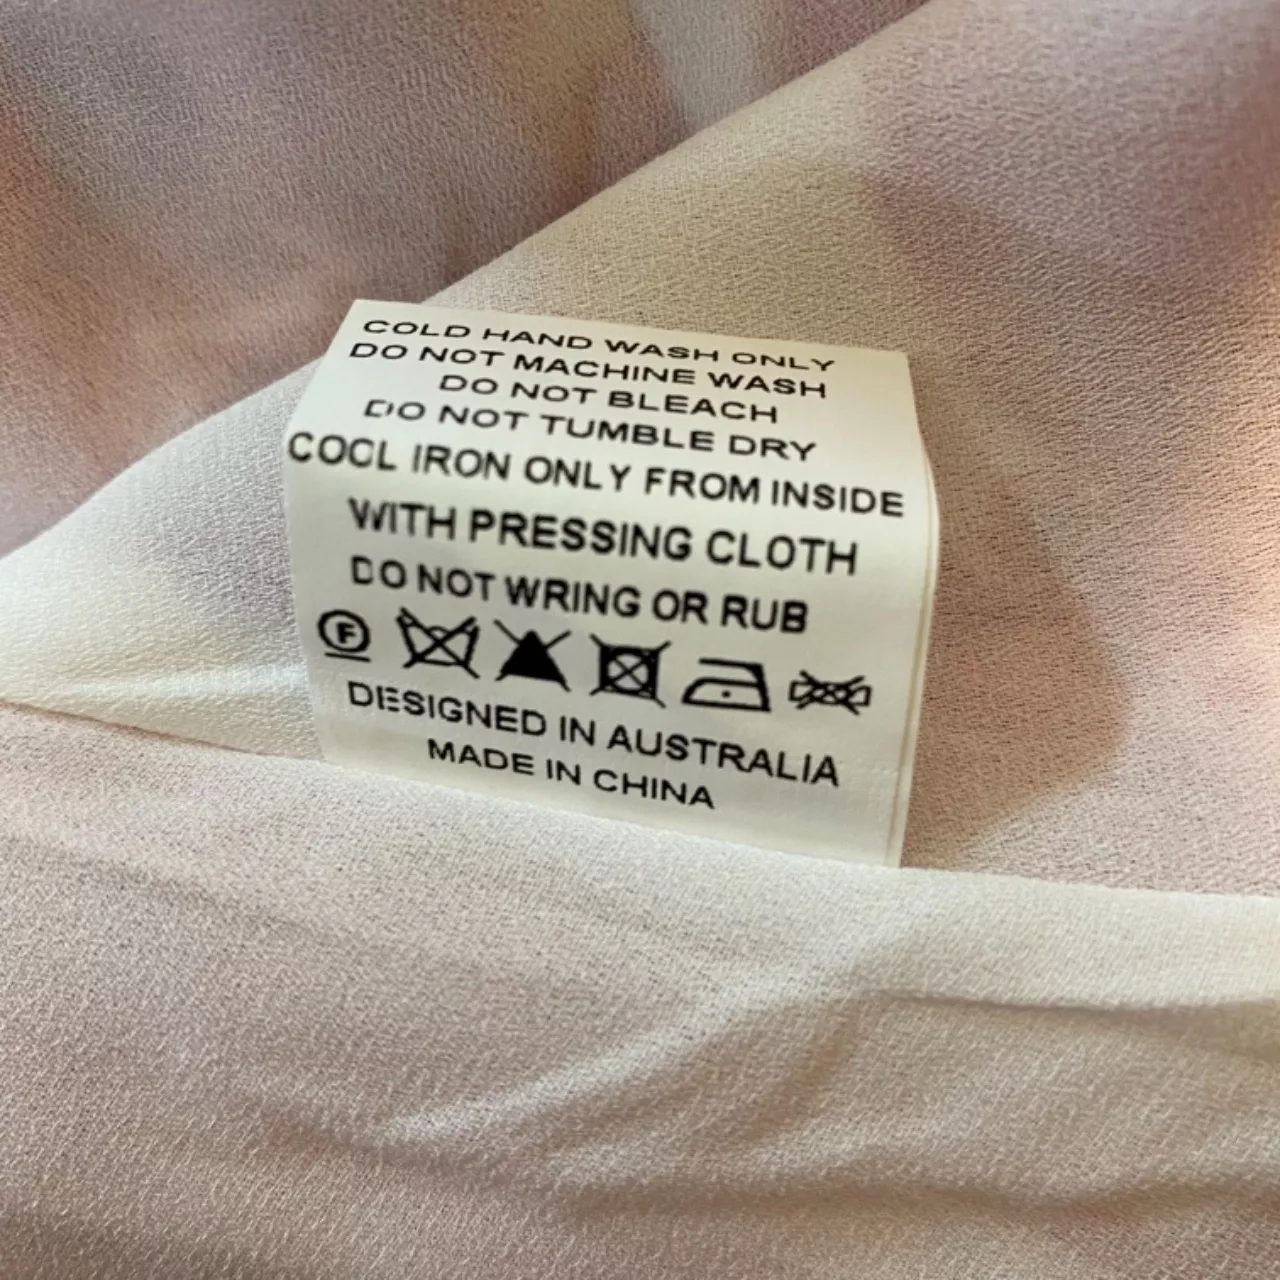 COLD HAND WASH ONLY
DO NOT MACHINE WASH
DO NOT BLEACH
DO NOT TUMBLE DRY
COOL IRON ONLY FROM INSIDE
WITH PRESSING CLOTH
DO NOT WRING OR RUB
F
DESIGNED IN AUSTRALIA
MADE IN CHINA